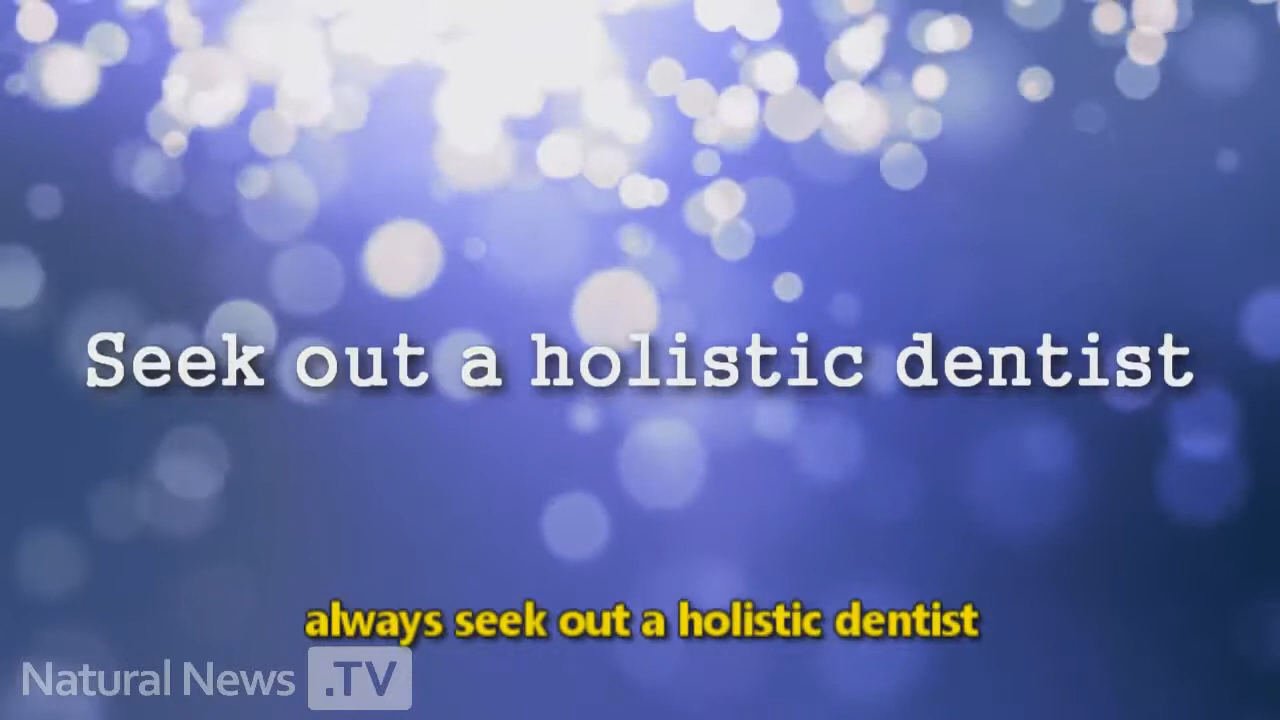 Seek out a holistic dentist
always seek out a holistic dentist
Natural News .TV